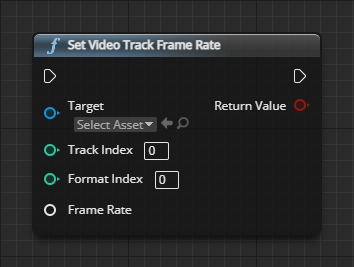 Set Video Track Frame Rate
Target Return Value
Select Asset
Track Index 0
Format Index 0
Frame Rate